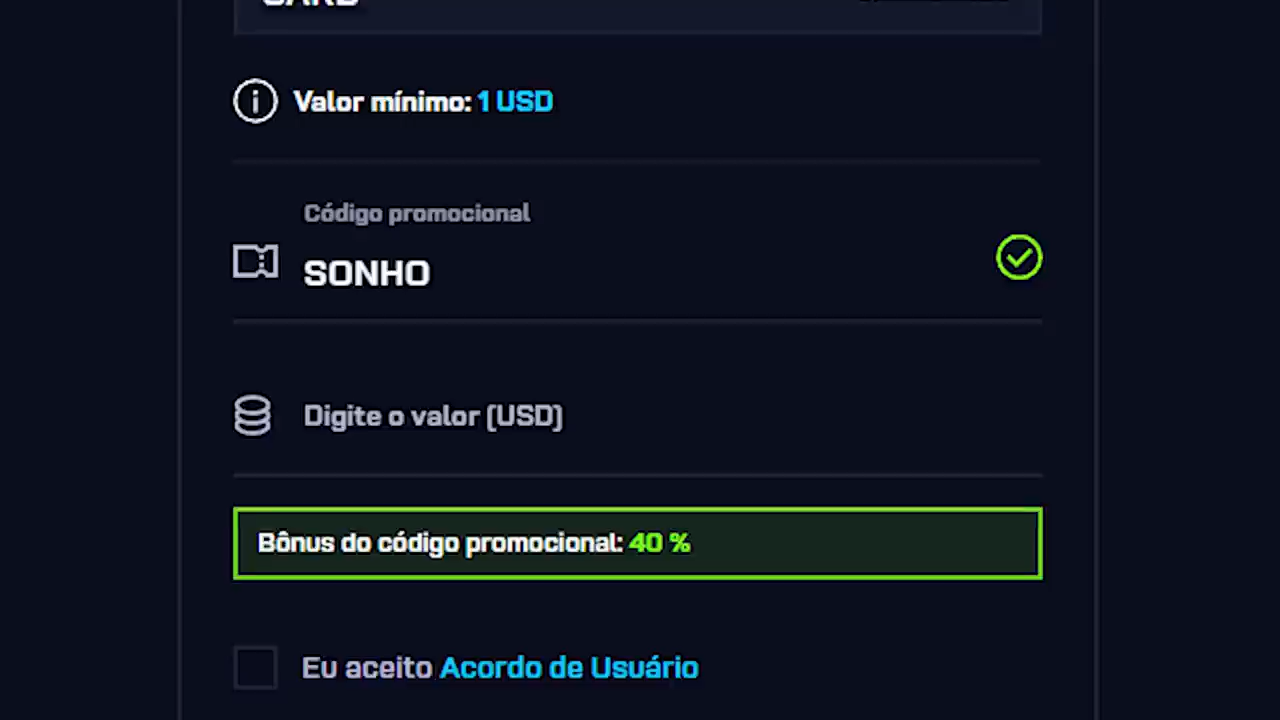 Valor mínimo: 1 USD
Código promocional
SONHO
Digite o valor (USD)
Bônus do código promocional: 40 %
Eu aceito Acordo de Usuário